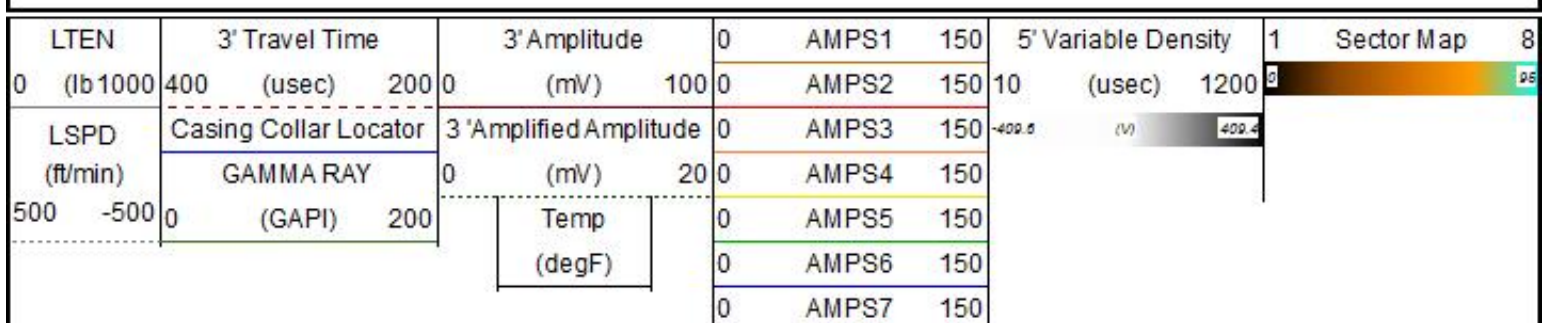 LTEN 3' Travel Time 3' Amplitude 0 AMPS1 150 5' Variable Density 1 Sector Map 8
0 (lb 1000 400 (usec) 200 0 (mV) 100 0 AMPS2 150 10 (usec) 1200 0 95
LSPD Casing Collar Locator 3 'Amplified Amplitude 0 AMPS3 150 -409.6 (V) 409.4
(ft/min) GAMMA RAY 0 (mV) 20 0 AMPS4 150
500 -500 0 (GAPI) 200 Temp 0 AMPS5 150
(degF) 0 AMPS6 150
0 AMPS7 150